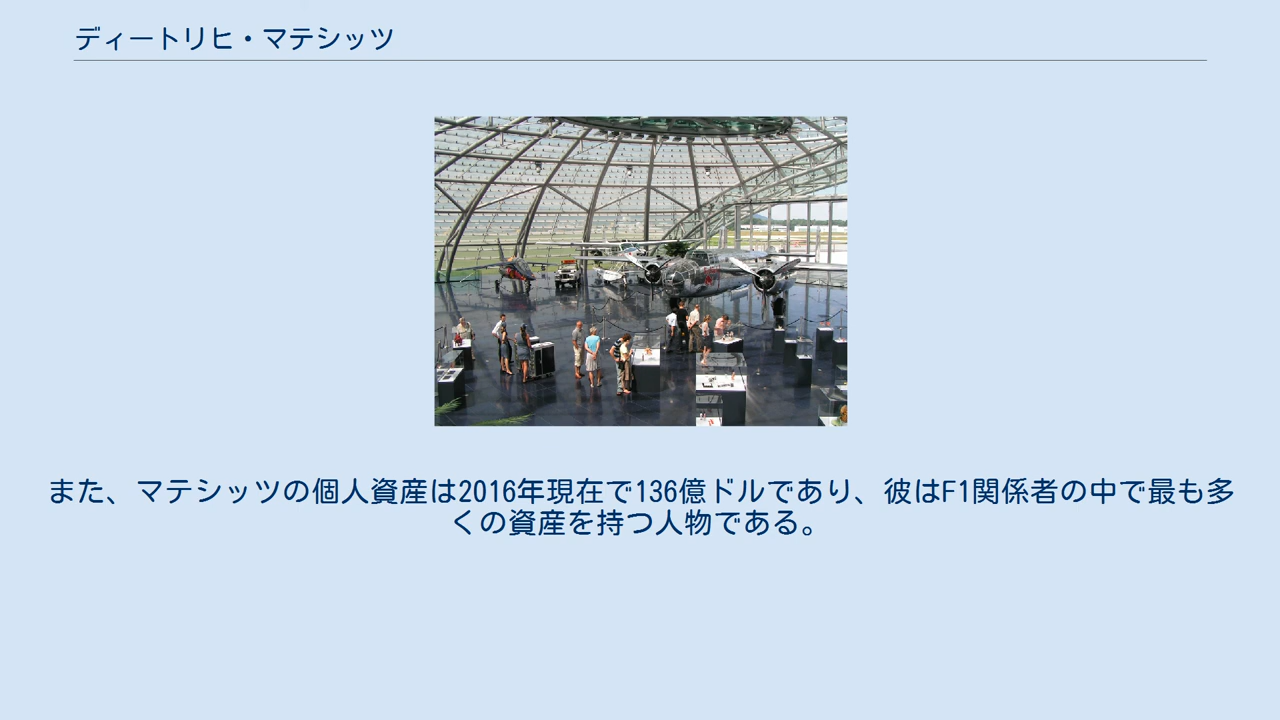 ディートリヒ・マテシッツ
また、マテシッツの個人資産は2016年現在で136億ドルであり、彼はF1関係者の中で最も多
くの資産を持つ人物である。